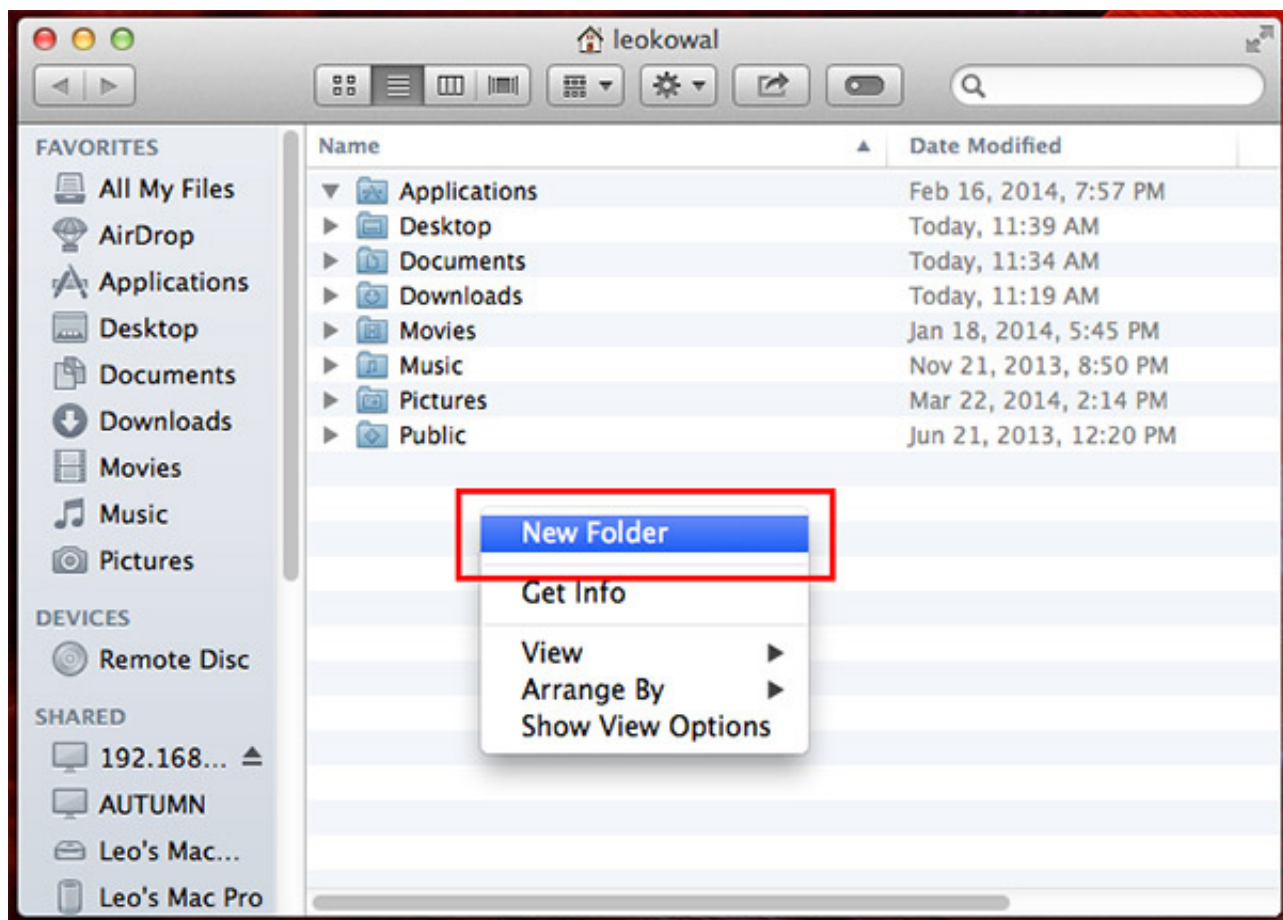 leokowal
FAVORITES
All My Files
AirDrop
Applications
Desktop
Documents
Downloads
Movies
Music
Pictures
DEVICES
Remote Disc
SHARED
192.168...
AUTUMN
Leo's Mac...
Leo's Mac Pro
Name Date Modified
Applications Feb 16, 2014, 7:57 PM
Desktop Today, 11:39 AM
Documents Today, 11:34 AM
Downloads Today, 11:19 AM
Movies Jan 18, 2014, 5:45 PM
Music Nov 21, 2013, 8:50 PM
Pictures Mar 22, 2014, 2:14 PM
Public Jun 21, 2013, 12:20 PM
New Folder
Get Info
View
Arrange By
Show View Options